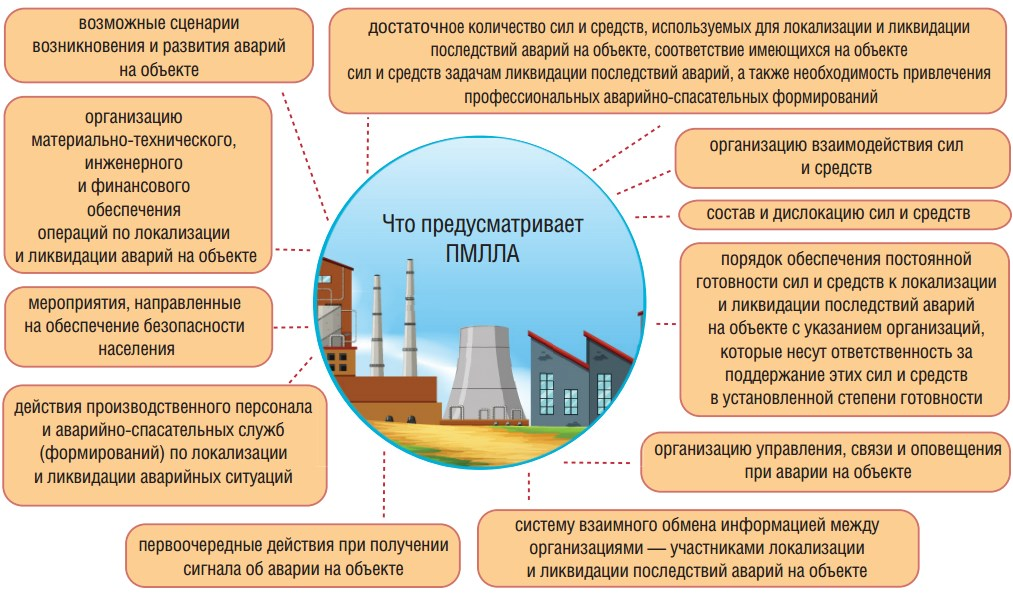 возможные сценарии
возникновения и развития аварий
на объекте
достаточное количество сил и средств, используемых для локализации и ликвидации
последствий аварий на объекте, соответствие имеющихся на объекте
сил и средств задачам ликвидации последствий аварий, а также необходимость привлечения
профессиональных аварийно-спасательных формирований
организацию
материально-технического,
инженерного
и финансового
обеспечения
операций по локализации
и ликвидации аварий на объекте
организацию взаимодействия сил
и средств
состав и дислокацию сил и средств
Что предусматривает
ПМЛЛА
порядок обеспечения постоянной
готовности сил и средств к локализации
и ликвидации последствий аварий
на объекте с указанием организаций,
которые несут ответственность за
поддержание этих сил и средств
в установленной степени готовности
мероприятия, направленные
на обеспечение безопасности
населения
действия производственного персонала
и аварийно-спасательных служб
(формирований) по локализации
и ликвидации аварийных ситуаций
организацию управления, связи и оповещения
при аварии на объекте
первоочередные действия при получении
сигнала об аварии на объекте
систему взаимного обмена информацией между
организациями — участниками локализации
и ликвидации последствий аварий на объекте